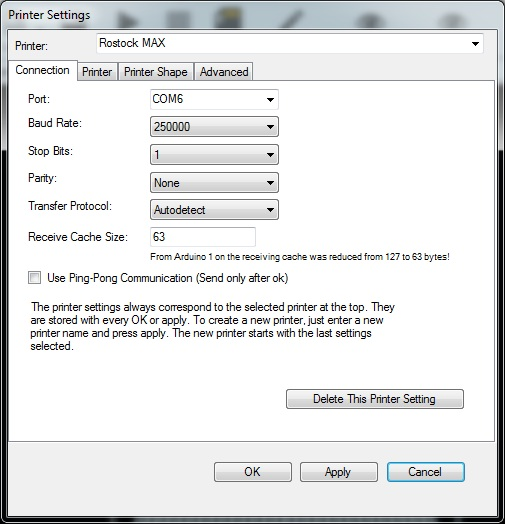 Printer Settings
Printer: Rostock MAX
Connection Printer Printer Shape Advanced
Port: COM6
Baud Rate: 250000
Stop Bits: 1
Parity: None
Transfer Protocol: Autodetect
Receive Cache Size: 63
From Arduino 1 on the receiving cache was reduced from 127 to 63 bytes!
Use Ping-Pong Communication (Send only after ok)
The printer settings always correspond to the selected printer at the top. They
are stored with every OK or apply. To create a new printer, just enter a new
printer name and press apply. The new printer starts with the last settings
selected.
Delete This Printer Setting
OK Apply Cancel